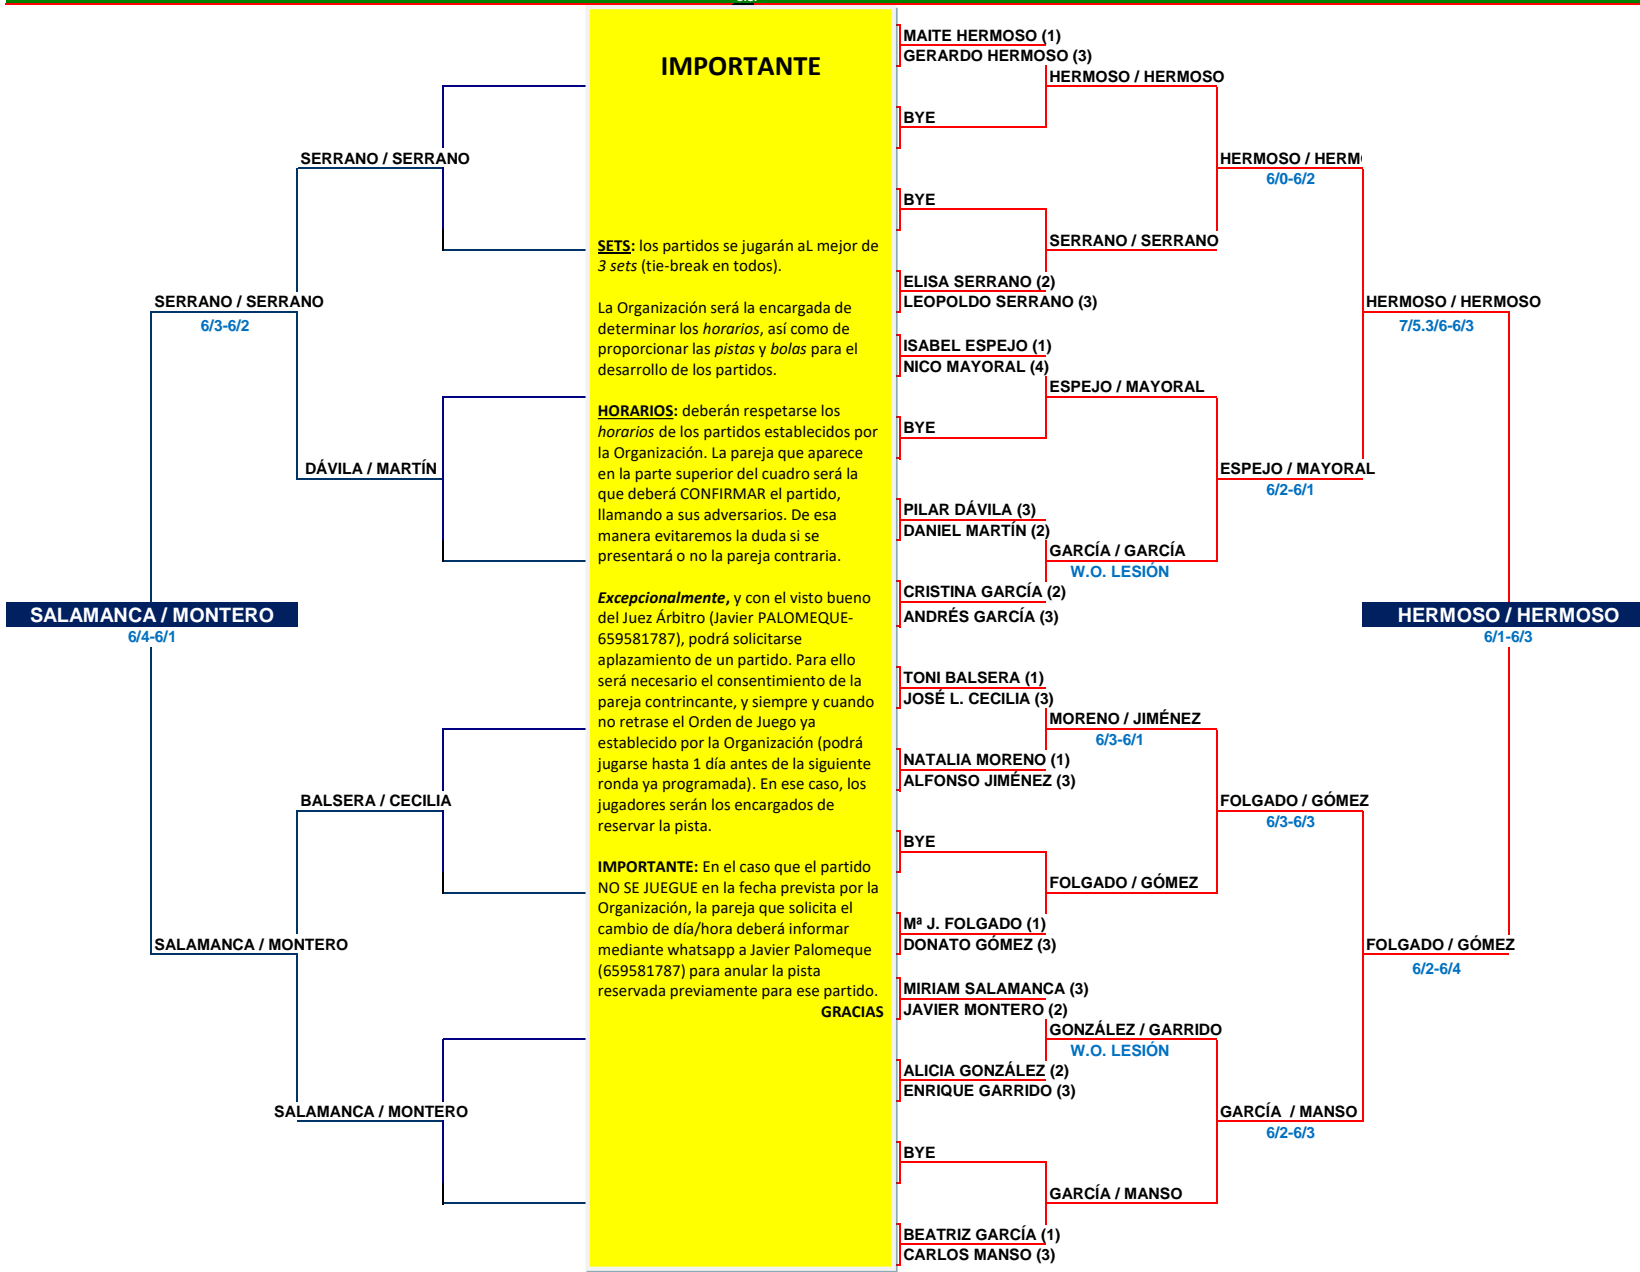 SERRANO / SERRANO
SERRANO / SERRANO
6/3-6/2
DÁVILA / MARTÍN
SALAMANCA / MONTERO
6/4-6/1
BALSERA / CECILIA
SALAMANCA / MONTERO
SALAMANCA / MONTERO
IMPORTANTE
SETS: los partidos se jugarán aL mejor de
3 sets (tie-break en todos).
La Organización será la encargada de
determinar los horarios, así como de
proporcionar las pistas y bolas para el
desarrollo de los partidos.
HORARIOS: deberán respetarse los
horarios de los partidos establecidos por
la Organización. La pareja que aparece
en la parte superior del cuadro será la
que deberá CONFIRMAR el partido,
llamando a sus adversarios. De esa
manera evitaremos la duda si se
presentará o no la pareja contraria.
Excepcionalmente, y con el visto bueno
del Juez Árbitro (Javier PALOMEQUE-
659581787), podrá solicitarse
aplazamiento de un partido. Para ello
será necesario el consentimiento de la
pareja contrincante, y siempre y cuando
no retrase el Orden de Juego ya
establecido por la Organización (podrá
jugarse hasta 1 día antes de la siguiente
ronda ya programada). En ese caso, los
jugadores serán los encargados de
reservar la pista.
IMPORTANTE: En el caso que el partido
NO SE JUEGUE en la fecha prevista por la
Organización, la pareja que solicita el
cambio de día/hora deberá informar
mediante whatsapp a Javier Palomeque
(659581787) para anular la pista
reservada previamente para ese partido.
GRACIAS
MAITE HERMOSO (1)
GERARDO HERMOSO (3)
HERMOSO / HERMOSO
BYE
HERMOSO / HERM
6/0-6/2
BYE
SERRANO / SERRANO
ELISA SERRANO (2)
LEOPOLDO SERRANO (3)
HERMOSO / HERMOSO
7/5.3/6-6/3
ISABEL ESPEJO (1)
NICO MAYORAL (4)
ESPEJO / MAYORAL
BYE
ESPEJO / MAYORAL
6/2-6/1
PILAR DÁVILA (3)
DANIEL MARTÍN (2)
GARCÍA / GARCÍA
W.O. LESIÓN
CRISTINA GARCÍA (2)
ANDRÉS GARCÍA (3)
HERMOSO / HERMOSO
6/1-6/3
TONI BALSERA (1)
JOSÉ L. CECILIA (3)
MORENO / JIMÉNEZ
6/3-6/1
NATALIA MORENO (1)
ALFONSO JIMÉNEZ (3)
FOLGADO / GÓMEZ
6/3-6/3
BYE
FOLGADO / GÓMEZ
Mª J. FOLGADO (1)
DONATO GÓMEZ (3)
FOLGADO / GÓMEZ
6/2-6/4
MIRIAM SALAMANCA (3)
JAVIER MONTERO (2)
GONZÁLEZ / GARRIDO
W.O. LESIÓN
ALICIA GONZÁLEZ (2)
ENRIQUE GARRIDO (3)
GARCÍA / MANSO
6/2-6/3
BYE
GARCÍA / MANSO
BEATRIZ GARCÍA (1)
CARLOS MANSO (3)